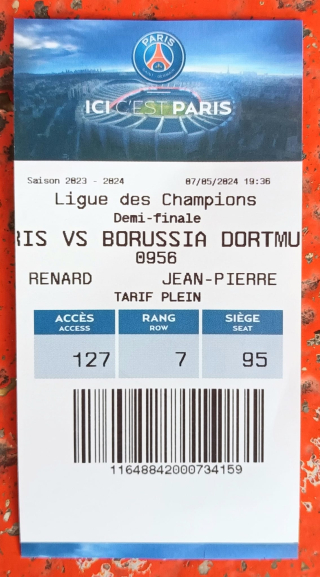 PARIS
ICI C'EST PARIS
Saison 2023 - 2024 07/05/2024 19:36
Ligue des Champions
Demi-finale
RIS VS BORUSSIA DORTMU
0956
RENARD JEAN-PIERRE
TARIF PLEIN
ACCÈS RANG SIÈGE
ACCESS ROW SEAT
127 7 95
11648842000734159